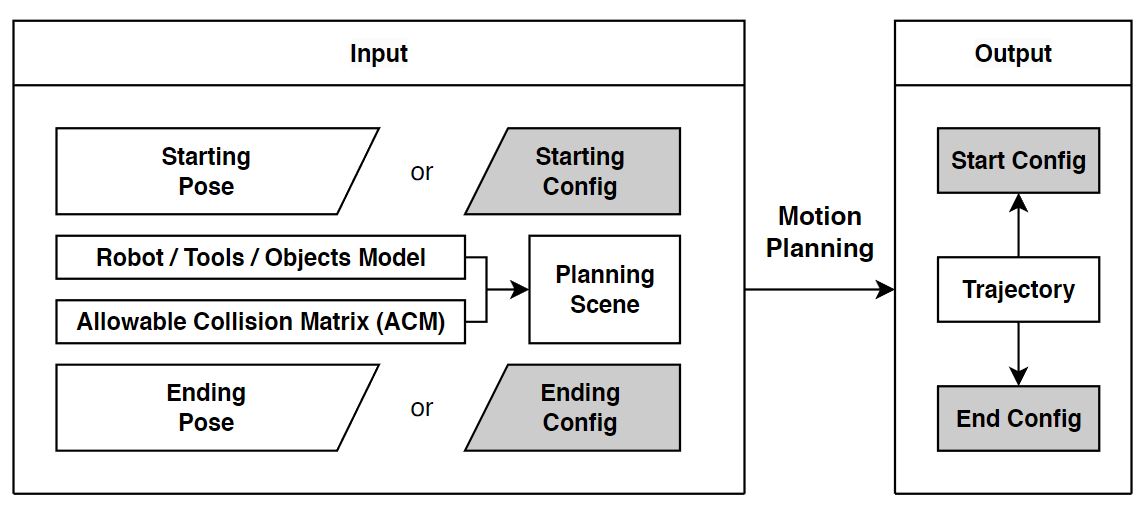 Input
Starting
Pose
or
Starting
Config
Robot / Tools / Objects Model
Allowable Collision Matrix (ACM)
Planning
Scene
Ending
Pose
or
Ending
Config
Motion
Planning
Output
Start Config
Trajectory
End Config